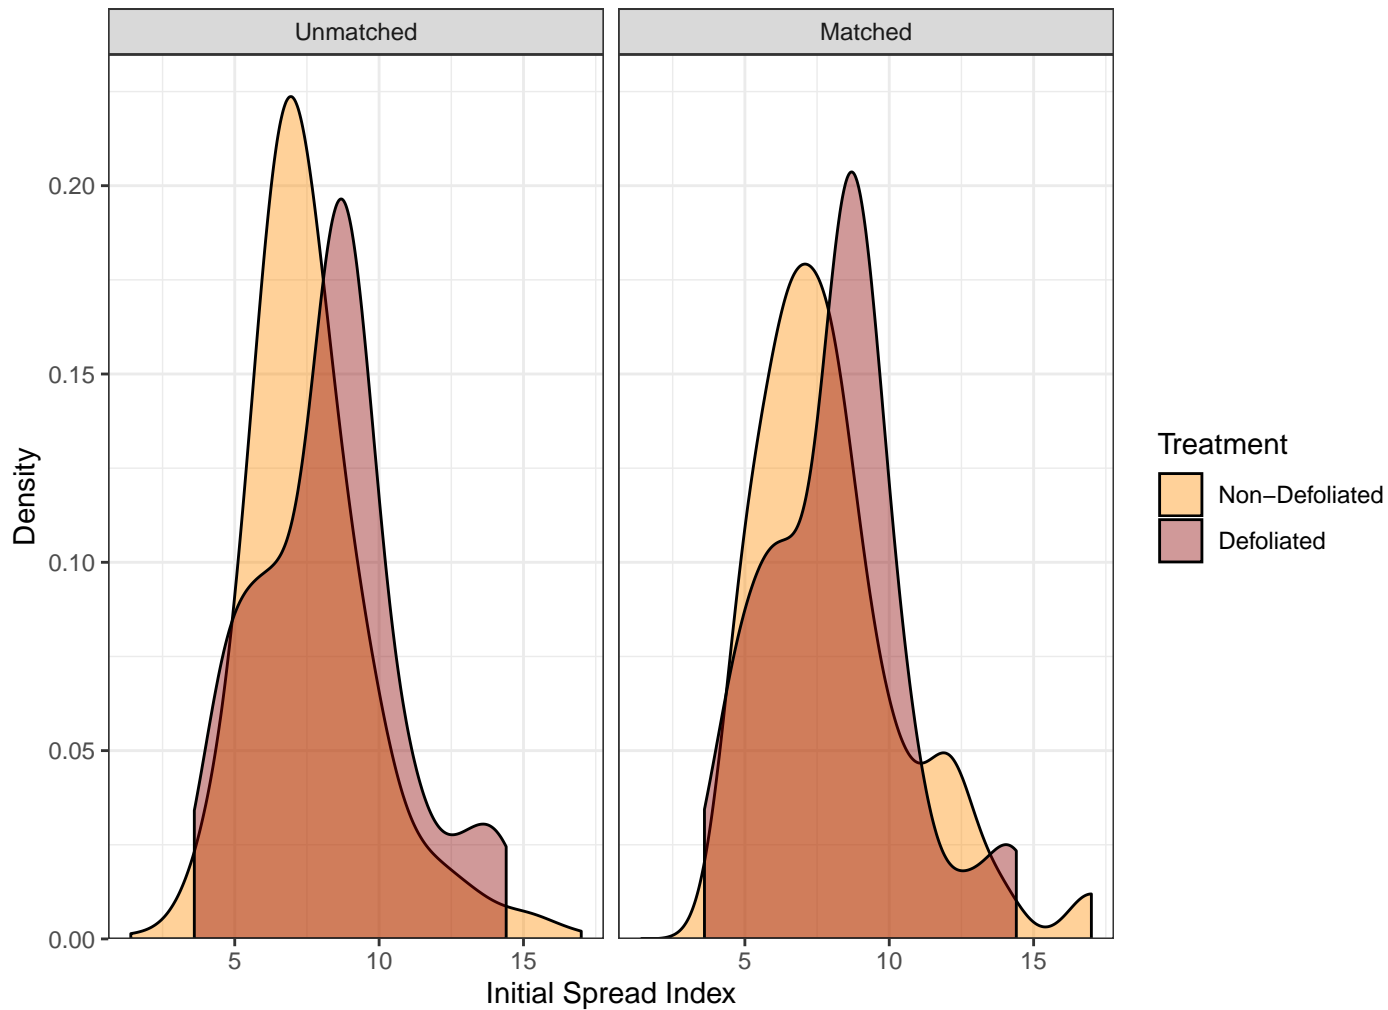 Unmatched
Matched
0.20
0.15
0.10
0.05
0.00
Density
5
10
15
5
10
15
Initial Spread Index
Treatment
Non−Defoliated
Defoliated